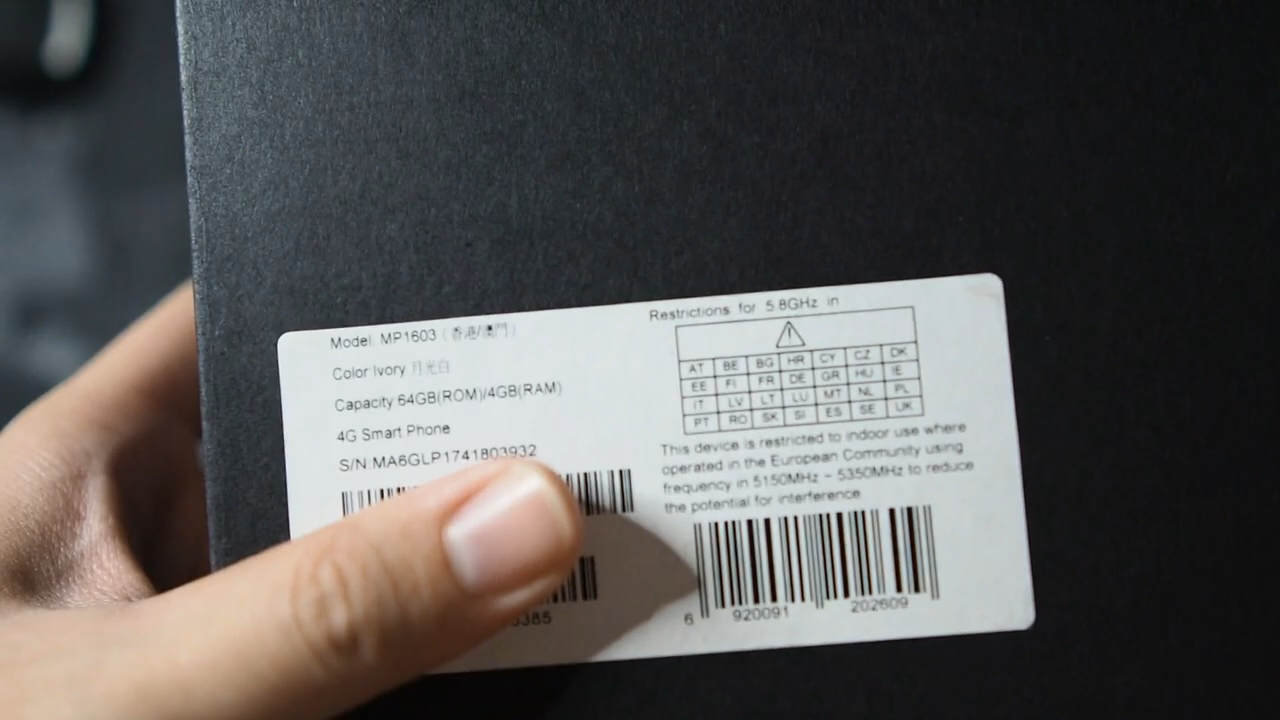 Model: MP1603（香港/澳門）
Color Ivory 月光白
Capacity 64GB(ROM)/4GB(RAM)
4G Smart Phone
S/N:MA6GLP1741803932
385
Restrictions for 5.8GHz in
AT BE BG HR CY CZ DK
EE FI FR DE GR HU IE
IT LV LT LU MT NL PL
PT RO SK SI ES SE UK
This device is restricted to indoor use where
operated in the European Community using
frequency in 5150MHz ~ 5350MHz to reduce
the potential for interference
6 920091 202609